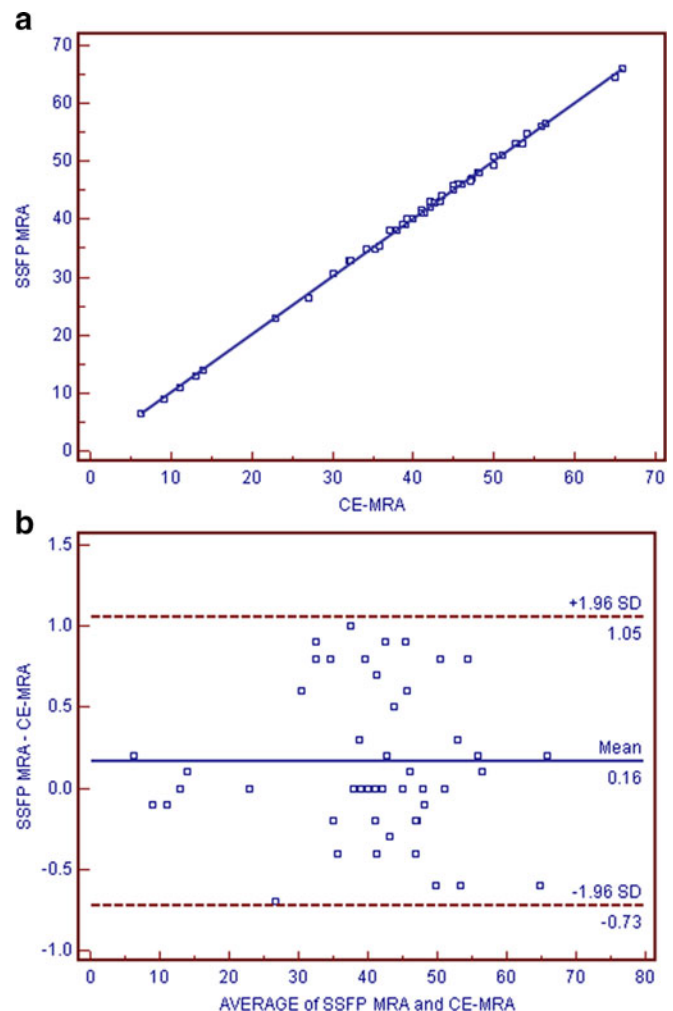 a
70
60
50
40
30
20
10
0
SSFP MRA
0 10 20 30 40 50 60 70
CE-MRA
b
1.5
1.0
0.5
0.0
-0.5
-1.0
SSFP MRA - CE-MRA
+1.96 SD
1.05
Mean
0.16
-1.96 SD
-0.73
0 10 20 30 40 50 60 70 80
AVERAGE of SSFP MRA and CE-MRA